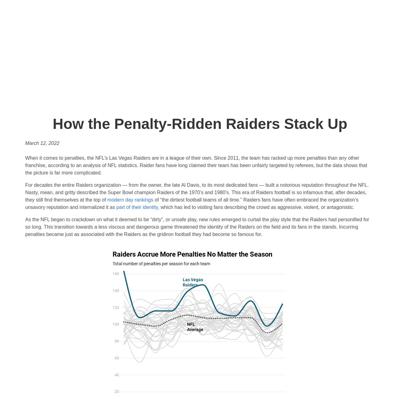 How the Penalty-Ridden Raiders Stack Up
March 12, 2022
When it comes to penalties, the NFL's Las Vegas Raiders are in a league of their own. Since 2011, the team has racked up more penalties than any other
franchise, according to an analysis of NFL statistics. Raider fans have long claimed their team has been unfairly targeted by referees, but the data shows that
the picture is far more complicated.
For decades the entire Raiders organization — from the owner, the late Al Davis, to its most dedicated fans — built a notorious reputation throughout the NFL.
Nasty, mean, and gritty described the Super Bowl champion Raiders of the 1970's and 1980's. This era of Raiders football is so infamous that, after decades,
they still find themselves at the top of modern day rankings of "the dirtiest football teams of all time." Raiders fans have often embraced the organization's
unsavory reputation and internalized it as part of their identity, which has led to visiting fans describing the crowd as aggressive, violent, or antagonistic.
As the NFL began to crackdown on what it deemed to be "dirty", or unsafe play, new rules emerged to curtail the play style that the Raiders had personified for
so long. This transition towards a less viscous and dangerous game threatened the identity of the Raiders on the field and its fans in the stands. Incurring
penalties became just as associated with the Raiders as the gridiron football they had become so famous for.
Raiders Accrue More Penalties No Matter the Season
Total number of penalties per season for each team
160
Las Vegas
Raiders
140
120
NFL
Average
100
80
60
40
20